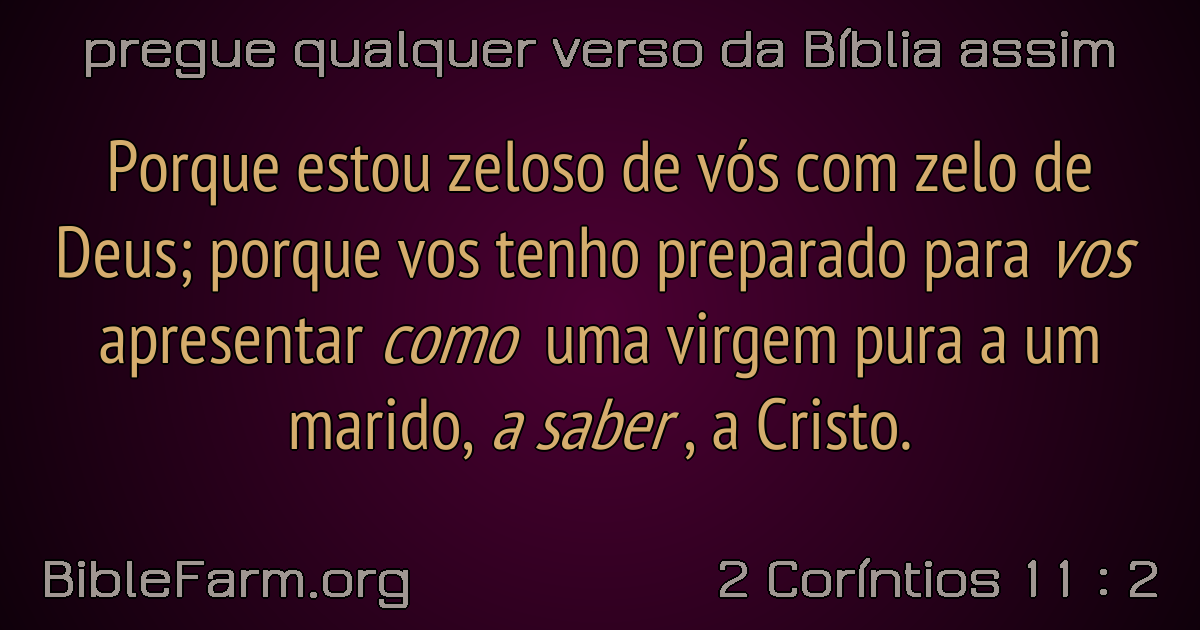 pregue qualquer verso da Bíblia assim
Porque estou zeloso de vós com zelo de
Deus; porque vos tenho preparado para vos
apresentar como uma virgem pura a um
marido, a saber , a Cristo.
BibleFarm.org
2 Coríntios 11 : 2